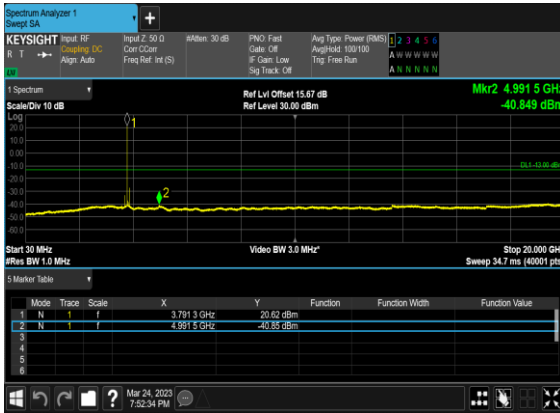 Spectrum Analyzer 1
Swept SA
KEYSIGHT Input: RF Input Z: 50 Ω #Atten: 30 dB PNO: Fast Avg Type: Power (RMS) 1 2 3 4 5 6
R T Coupling: DC Corr CCorr Gate: Off Avg|Hold: 100/100 A W W W W W
Align: Auto Freq Ref: Int (S) IF Gain: Low Trig: Free Run
Sig Track: Off A N N N N N
1 Spectrum Ref Lvl Offset 15.67 dB Mkr2 4.991 5 GHz
Scale/Div 10 dB Ref Level 30.00 dBm -40.849 dBm
Log
20.0
10.0
0.00
-10.0
DL1 -13.00 dBm
-20.0
-30.0
-40.0
-50.0
-60.0
1
2
Start 30 MHz Video BW 3.0 MHz* Stop 20.000 GH
#Res BW 1.0 MHz Sweep 34.7 ms (40001 pts
5 Marker Table
Mode Trace Scale X Y Function Function Width Function Value
1 N 1 f 3.791 3 GHz 20.62 dBm
2 N 1 f 4.991 5 GHz -40.85 dBm
3
4
5
6
? Mar 24, 2023
7:52:34 PM